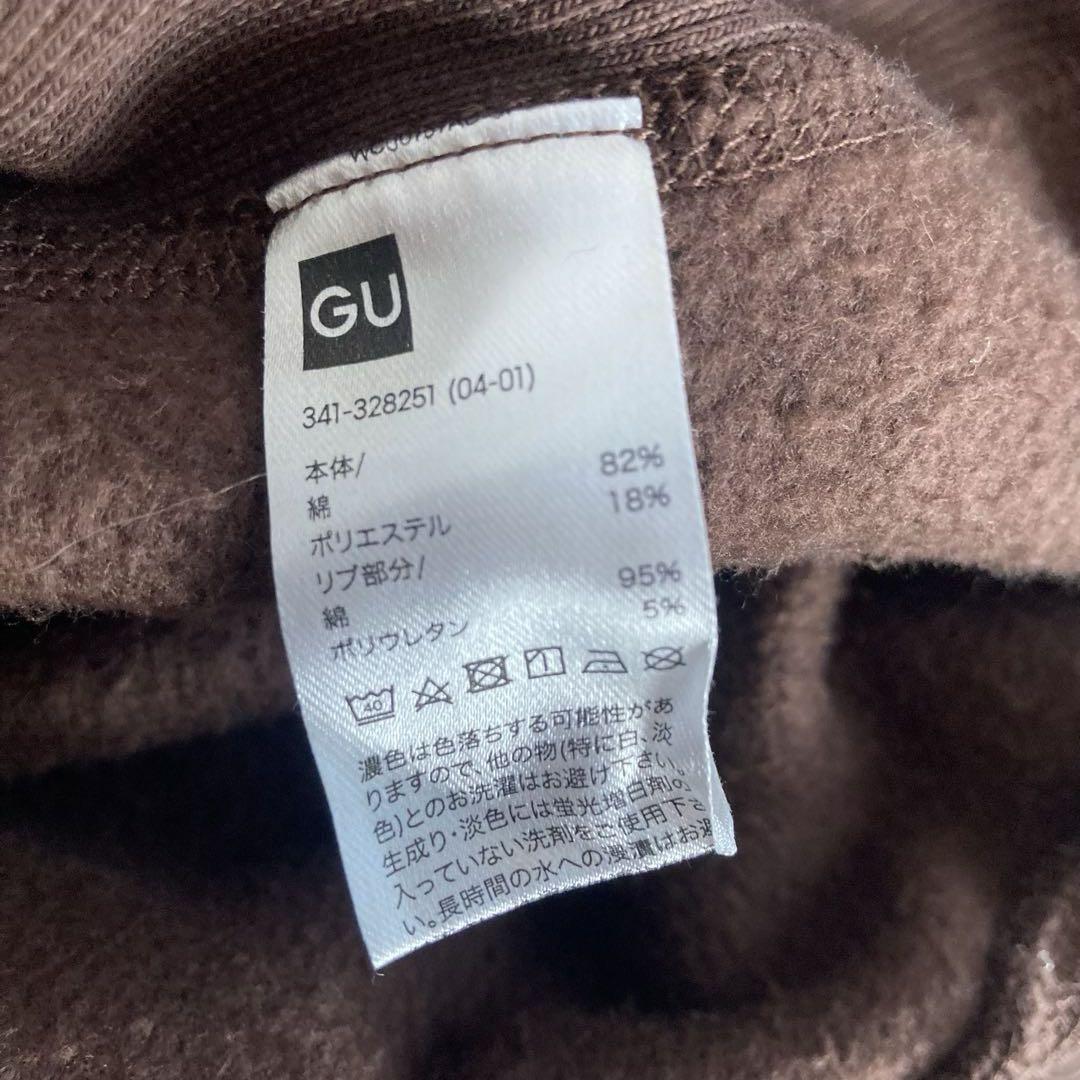 GU
341-328251 (04-01)
本体/
綿 82%
ポリエステル 18%
リブ部分/
綿 95%
ポリウレタン 5%
40
濃色は色落ちする可能性があ
りますので、他の物(特に白、淡
色)とのお洗濯はお避け下さい。
生成り・淡色には蛍光増白剤の
入っていない洗剤をご使用下さ
い。長時間の水への浸漬はお避